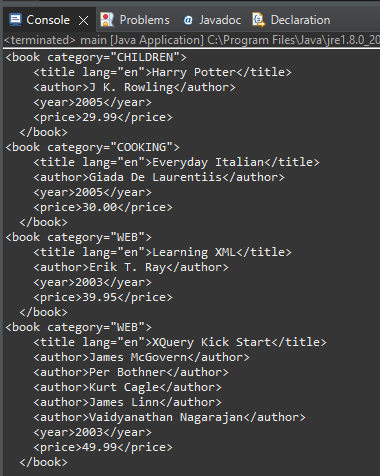 Console Problems @ Javadoc Declaration
<terminated> main [Java Application] C:\Program Files\Java\jre1.8.0_20
<book category="CHILDREN">
    <title lang="en">Harry Potter</title>
    <author>J K. Rowling</author>
    <year>2005</year>
    <price>29.99</price>
  </book>
<book category="COOKING">
    <title lang="en">Everyday Italian</title>
    <author>Giada De Laurentiis</author>
    <year>2005</year>
    <price>30.00</price>
  </book>
<book category="WEB">
    <title lang="en">Learning XML</title>
    <author>Erik T. Ray</author>
    <year>2003</year>
    <price>39.95</price>
  </book>
<book category="WEB">
    <title lang="en">XQuery Kick Start</title>
    <author>James McGovern</author>
    <author>Per Bothner</author>
    <author>Kurt Cagle</author>
    <author>James Linn</author>
    <author>Vaidyanathan Nagarajan</author>
    <year>2003</year>
    <price>49.99</price>
  </book>